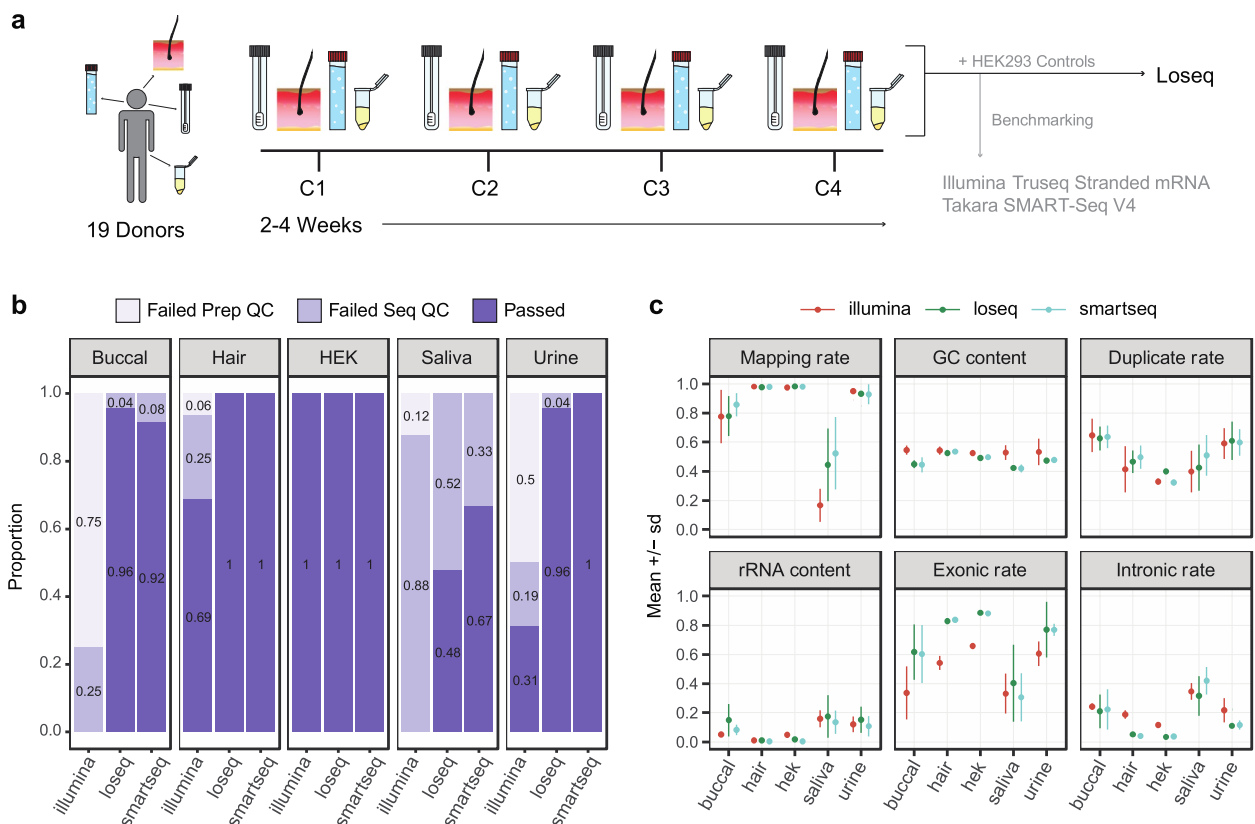 a
+ HEK293 Controls
Loseq
Benchmarking
C1 C2 C3 C4
Illumina Truseq Stranded mRNA
Takara SMART-Seq V4
19 Donors
2-4 Weeks
b
Failed Prep QC Failed Seq QC Passed
Buccal Hair HEK Saliva Urine
Proportion
1.0
0.8
0.6
0.4
0.2
0.0
0.75 0.25 0.04 0.96 0.08 0.92
0.06 0.25 0.69 1 1
1 1 1
0.12 0.88 0.52 0.48 0.33 0.67
0.5 0.19 0.31 0.04 0.96 1
illumina loseq smartseq illumina loseq smartseq illumina loseq smartseq illumina loseq smartseq illumina loseq smartseq
c
illumina loseq smartseq
Mean +/− sd
Mapping rate GC content Duplicate rate
1.0
0.8
0.6
0.4
0.2
0.0
rRNA content Exonic rate Intronic rate
1.0
0.8
0.6
0.4
0.2
0.0
buccal hair hek saliva urine buccal hair hek saliva urine buccal hair hek saliva urine